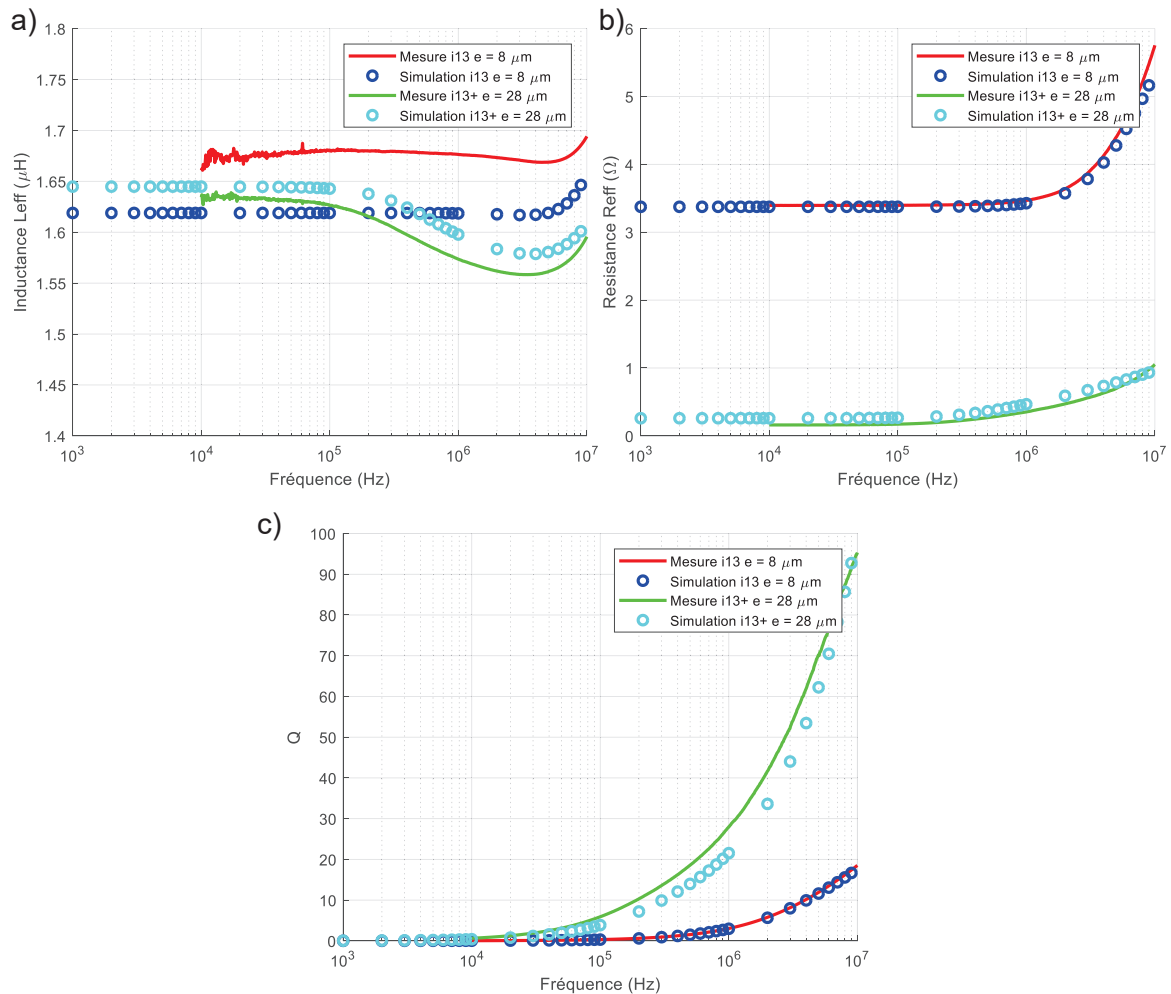 a)
1.8
1.75
1.7
1.65
1.6
1.55
1.5
1.45
1.4
Inductance Leff (μH)
10³ 10⁴ 10⁵ 10⁶ 10⁷
Fréquence (Hz)
Mesure i13 e = 8 μm
Simulation i13 e = 8 μm
Mesure i13+ e = 28 μm
Simulation i13+ e = 28 μm
b)
6
5
4
3
2
1
0
Resistance Reff (Ω)
10³ 10⁴ 10⁵ 10⁶ 10⁷
Fréquence (Hz)
Mesure i13 e = 8 μm
Simulation i13 e = 8 μm
Mesure i13+ e = 28 μm
Simulation i13+ e = 28 μm
c)
100
90
80
70
60
50
40
30
20
10
0
Q
10³ 10⁴ 10⁵ 10�6 10⁷
Fréquence (Hz)
Mesure i13 e = 8 μm
Simulation i13 e = 8 μm
Mesure i13+ e = 28 μm
Simulation i13+ e = 28 μm